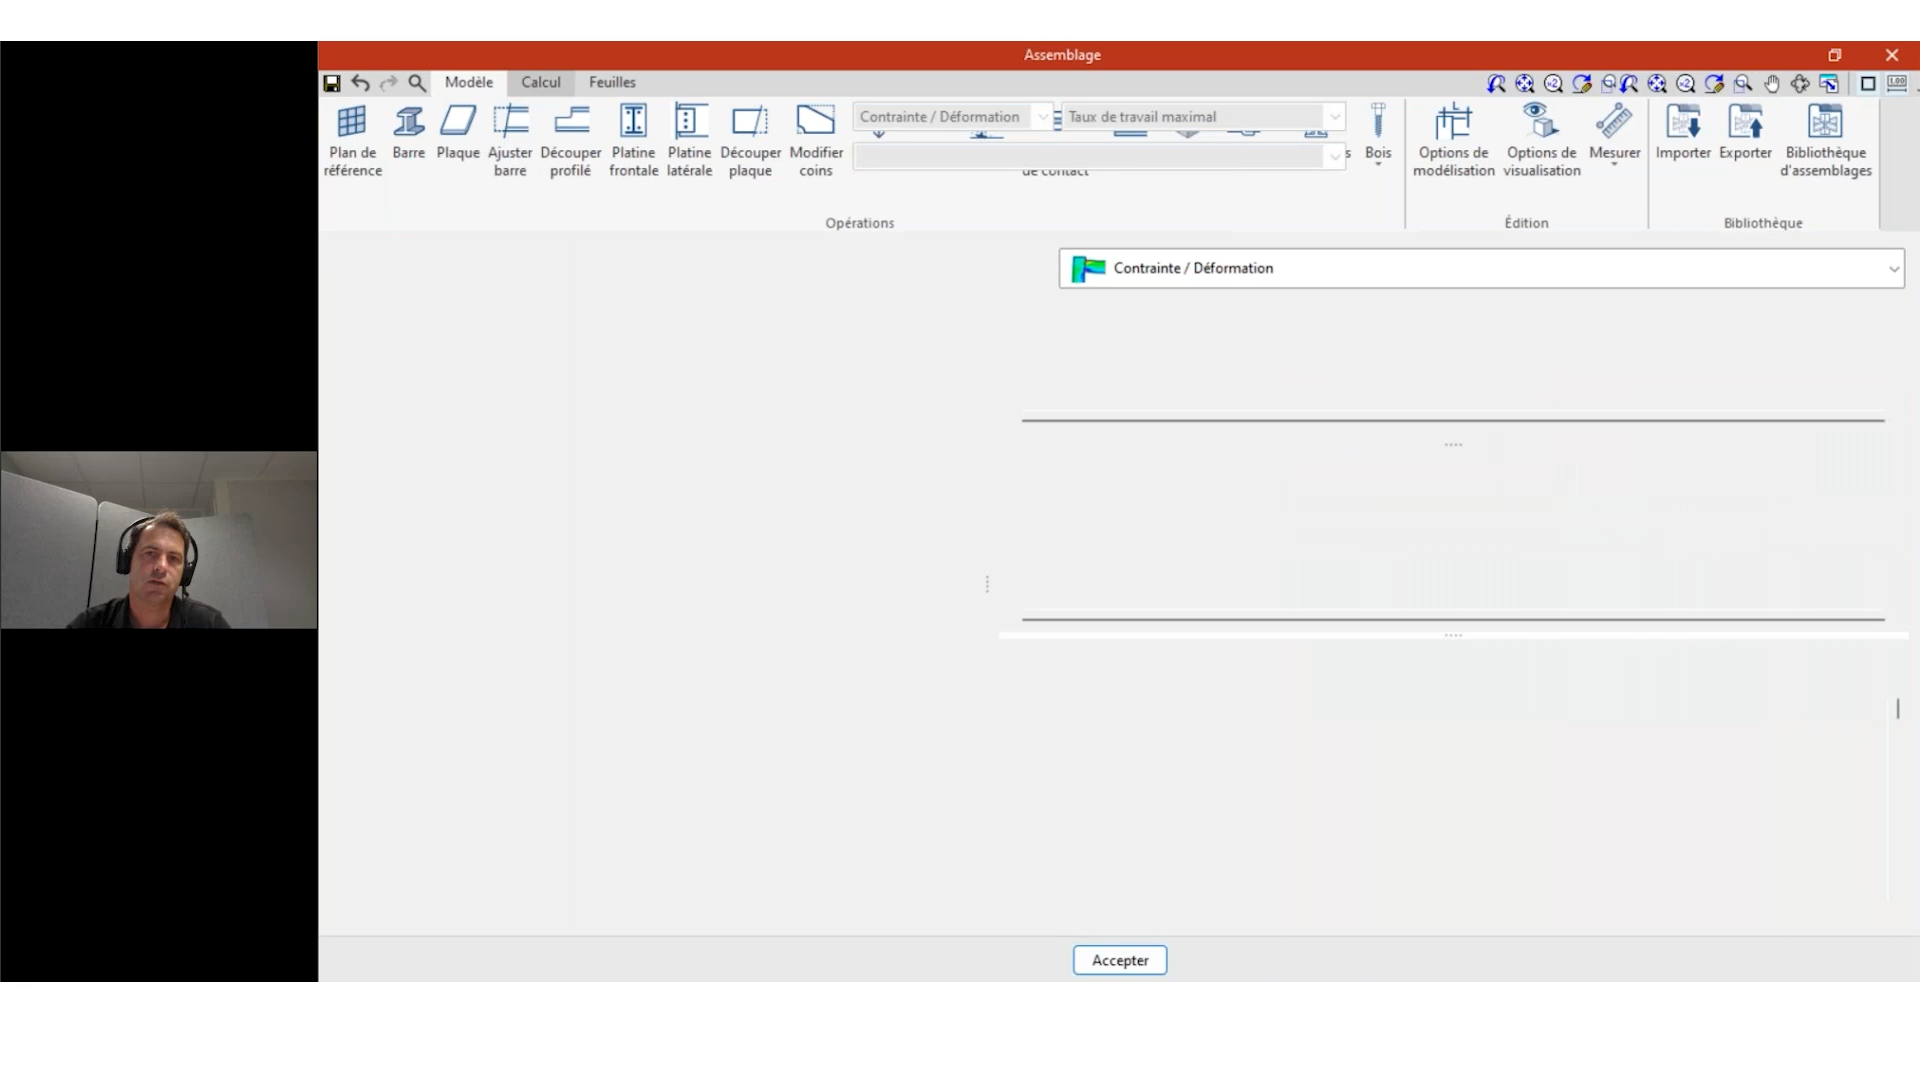 Assemblage
Modèle Calcul Feuilles
Contrainte / Déformation Taux de travail maximal
Plan de référence
Barre
Plaque
Ajuster barre
Découper profilé
Platine frontale
Platine latérale
Découper plaque
Modifier coins
de contact
s
Bois
Options de modélisation
Options de visualisation
Mesurer
Importer
Exporter
Bibliothèque d'assemblages
Opérations Édition Bibliothèque
Contrainte / Déformation
Accepter